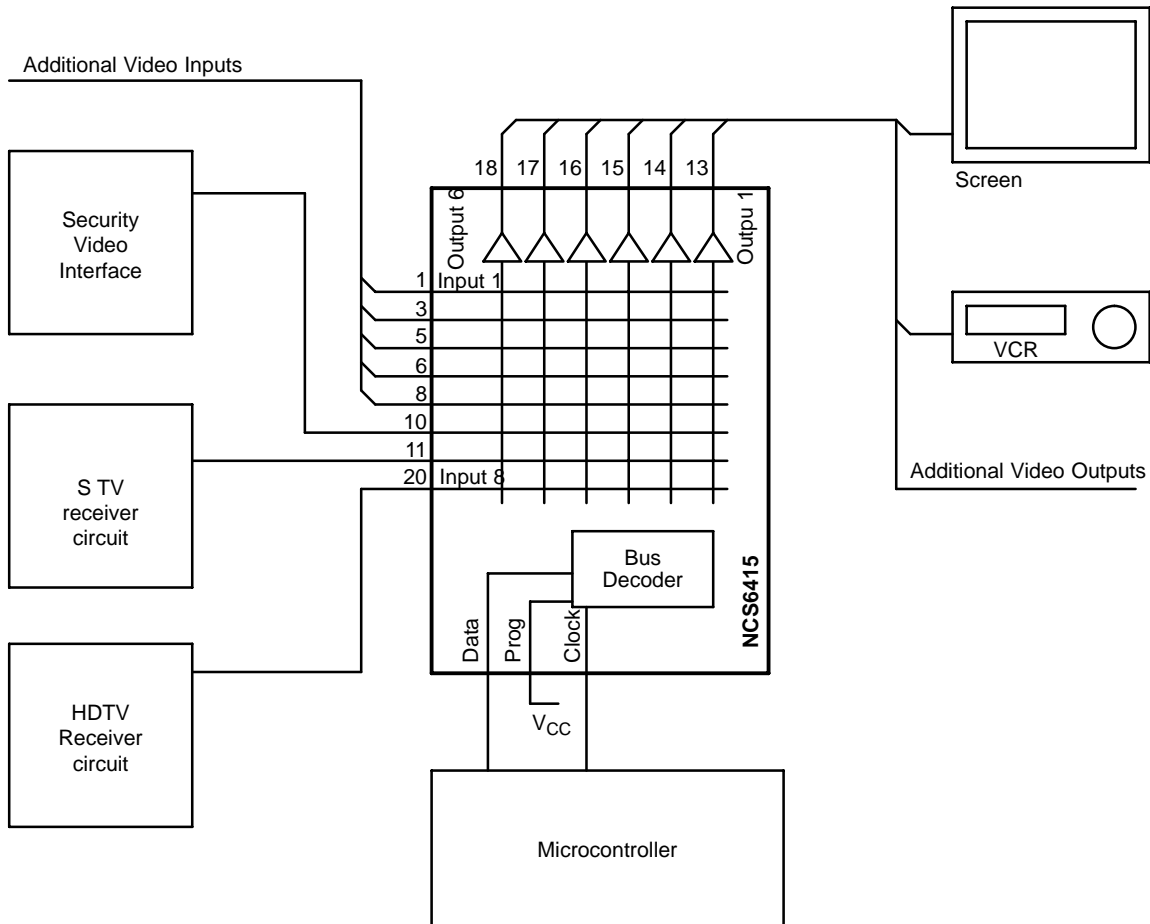 Additional Video Inputs
Security
Video
Interface
S TV
receiver
circuit
HDTV
Receiver
circuit
18 17 16 15 14 13
Output 6
Outpu 1
1 Input 1
3
5
6
8
10
11
20 Input 8
Bus
Decoder
Data
Prog
Clock
NCS6415
VCC
Microcontroller
Screen
VCR
Additional Video Outputs